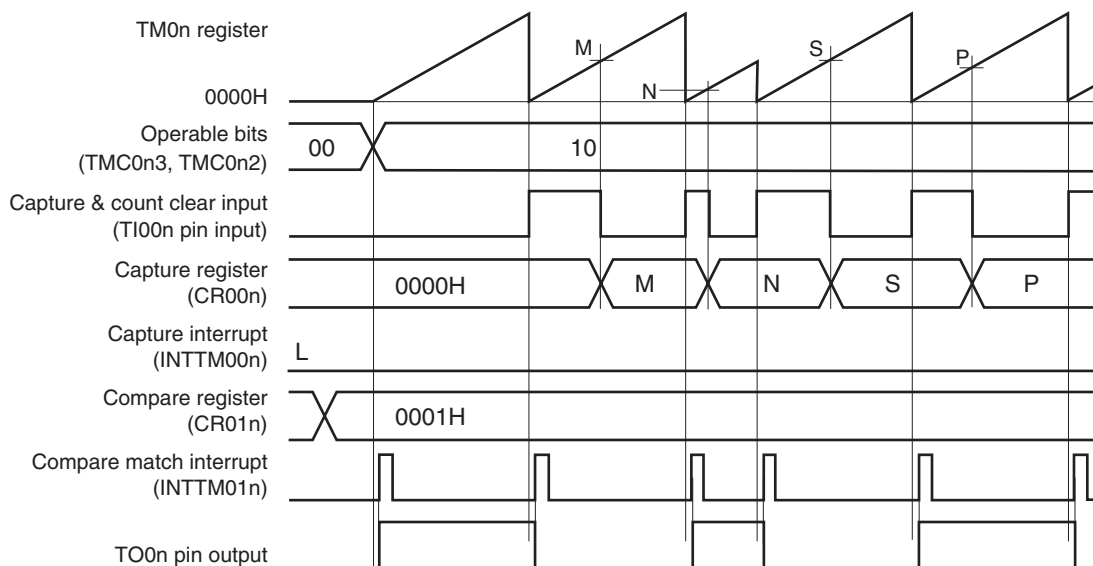 TM0n register
M
S
P
N
0000H
Operable bits
(TMC0n3, TMC0n2)
00
10
Capture & count clear input
(TI00n pin input)
Capture register
(CR00n)
0000H
M
N
S
P
Capture interrupt
(INTTM00n)
L
Compare register
(CR01n)
0001H
Compare match interrupt
(INTTM01n)
TO0n pin output